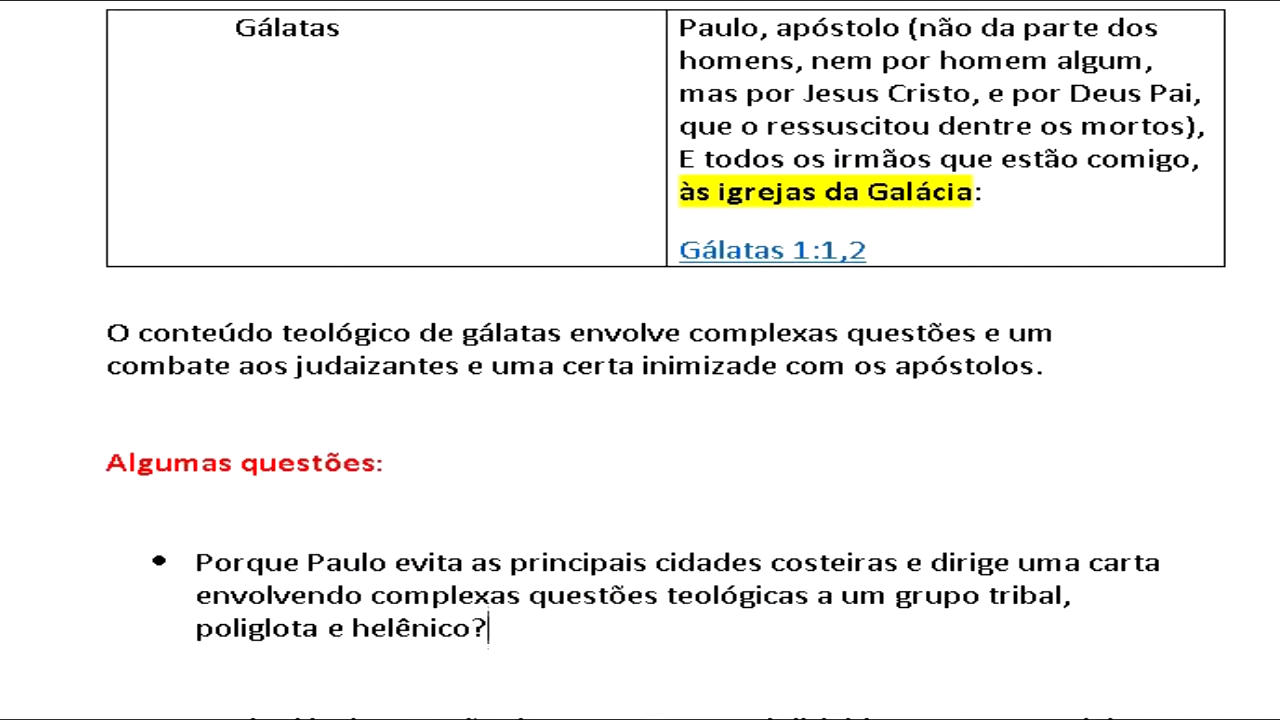 Gálatas
Paulo, apóstolo (não da parte dos
homens, nem por homem algum,
mas por Jesus Cristo, e por Deus Pai,
que o ressuscitou dentre os mortos),
E todos os irmãos que estão comigo,
às igrejas da Galácia:
Gálatas 1:1,2
O conteúdo teológico de gálatas envolve complexas questões e um
combate aos judaizantes e uma certa inimizade com os apóstolos.
Algumas questões:
• Porque Paulo evita as principais cidades costeiras e dirige uma carta
envolvendo complexas questões teológicas a um grupo tribal,
poliglota e helênico?